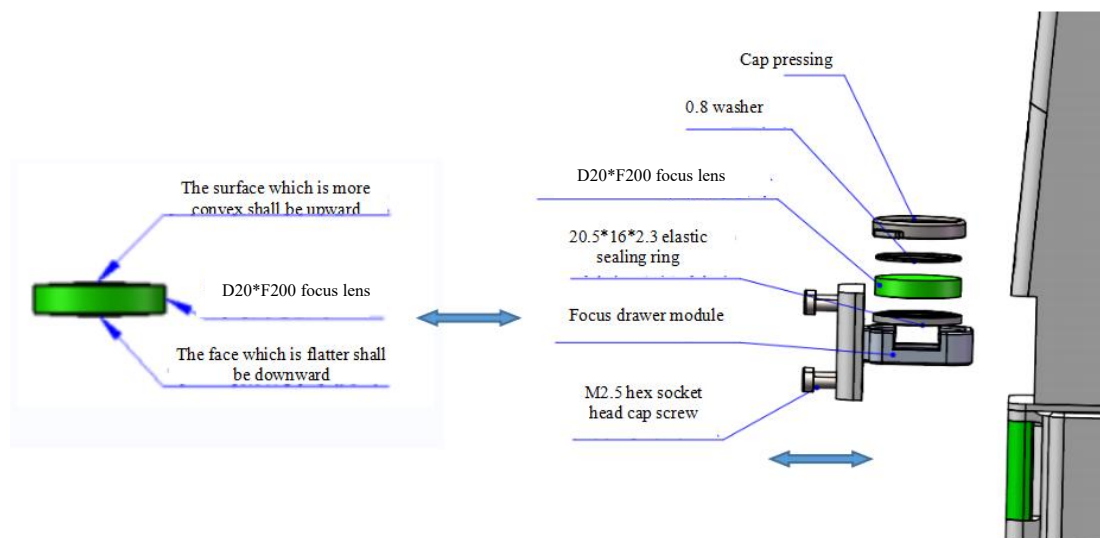 The surface which is more
convex shall be upward
D20*F200 focus lens
The face which is flatter shall
be downward
Cap pressing
0.8 washer
D20*F200 focus lens
20.5*16*2.3 elastic
sealing ring
Focus drawer module
M2.5 hex socket
head cap screw